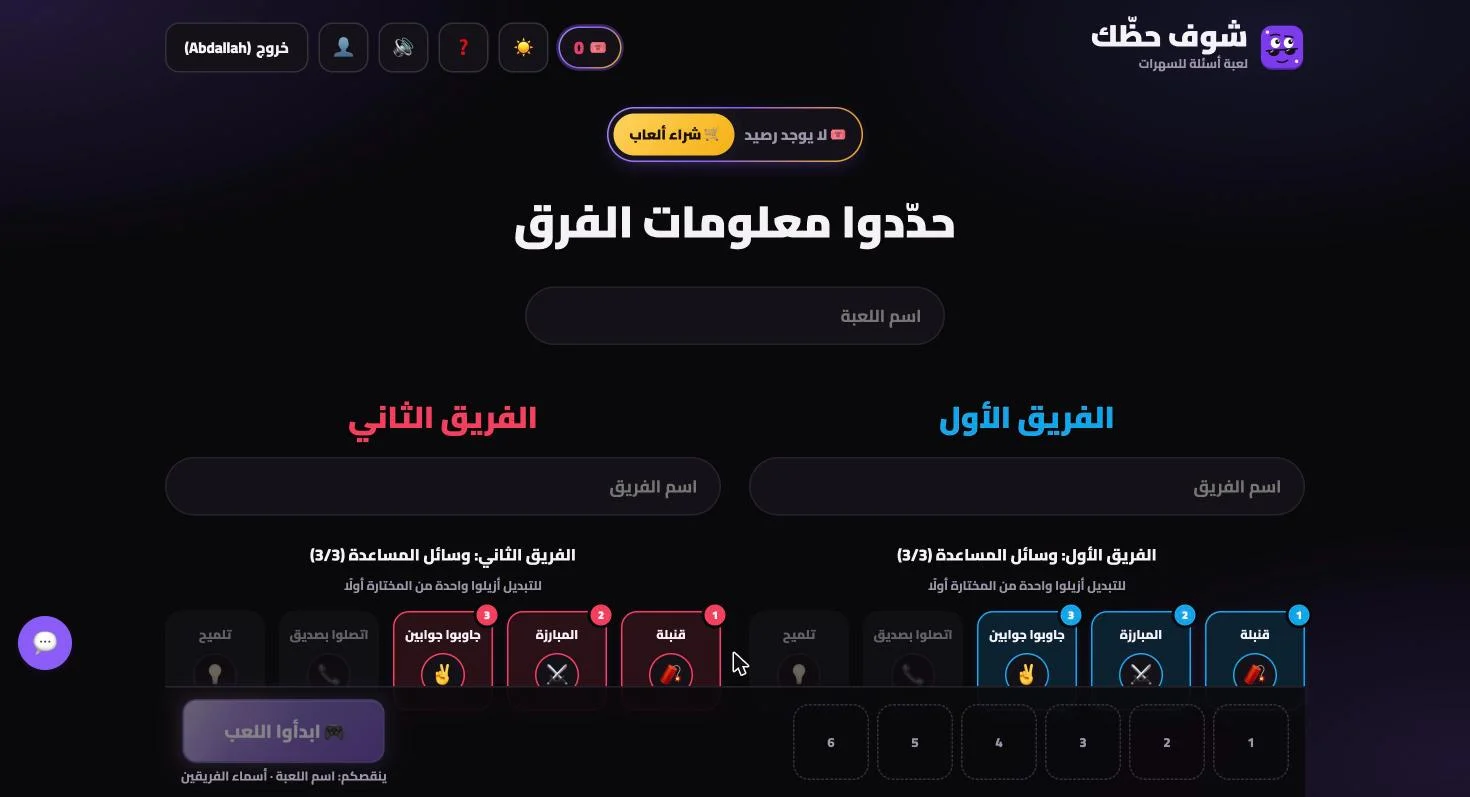 شوف حظّك
لعبة أسئلة للسهرات
0
خروج (Abdallah)
لا يوجد رصيد
شراء ألعاب
حدّدوا معلومات الفرق
اسم اللعبة
الفريق الأول
اسم الفريق
الفريق الأول: وسائل المساعدة (3/3)
للتبديل أزيلوا واحدة من المختارة أولًا
1 2 3
قنبلة المبارزة جاوبوا جوابين اتصلوا بصديق تلميح
الفريق الثاني
اسم الفريق
الفريق الثاني: وسائل المساعدة (3/3)
للتبديل أزيلوا واحدة من المختارة أولًا
1 2 3
قنبلة المبارزة جاوبوا جوابين اتصلوا بصديق تلميح
1 2 3 4 5 6
ابدأوا اللعب
ينقصكم: اسم اللعبة · أسماء الفريقين